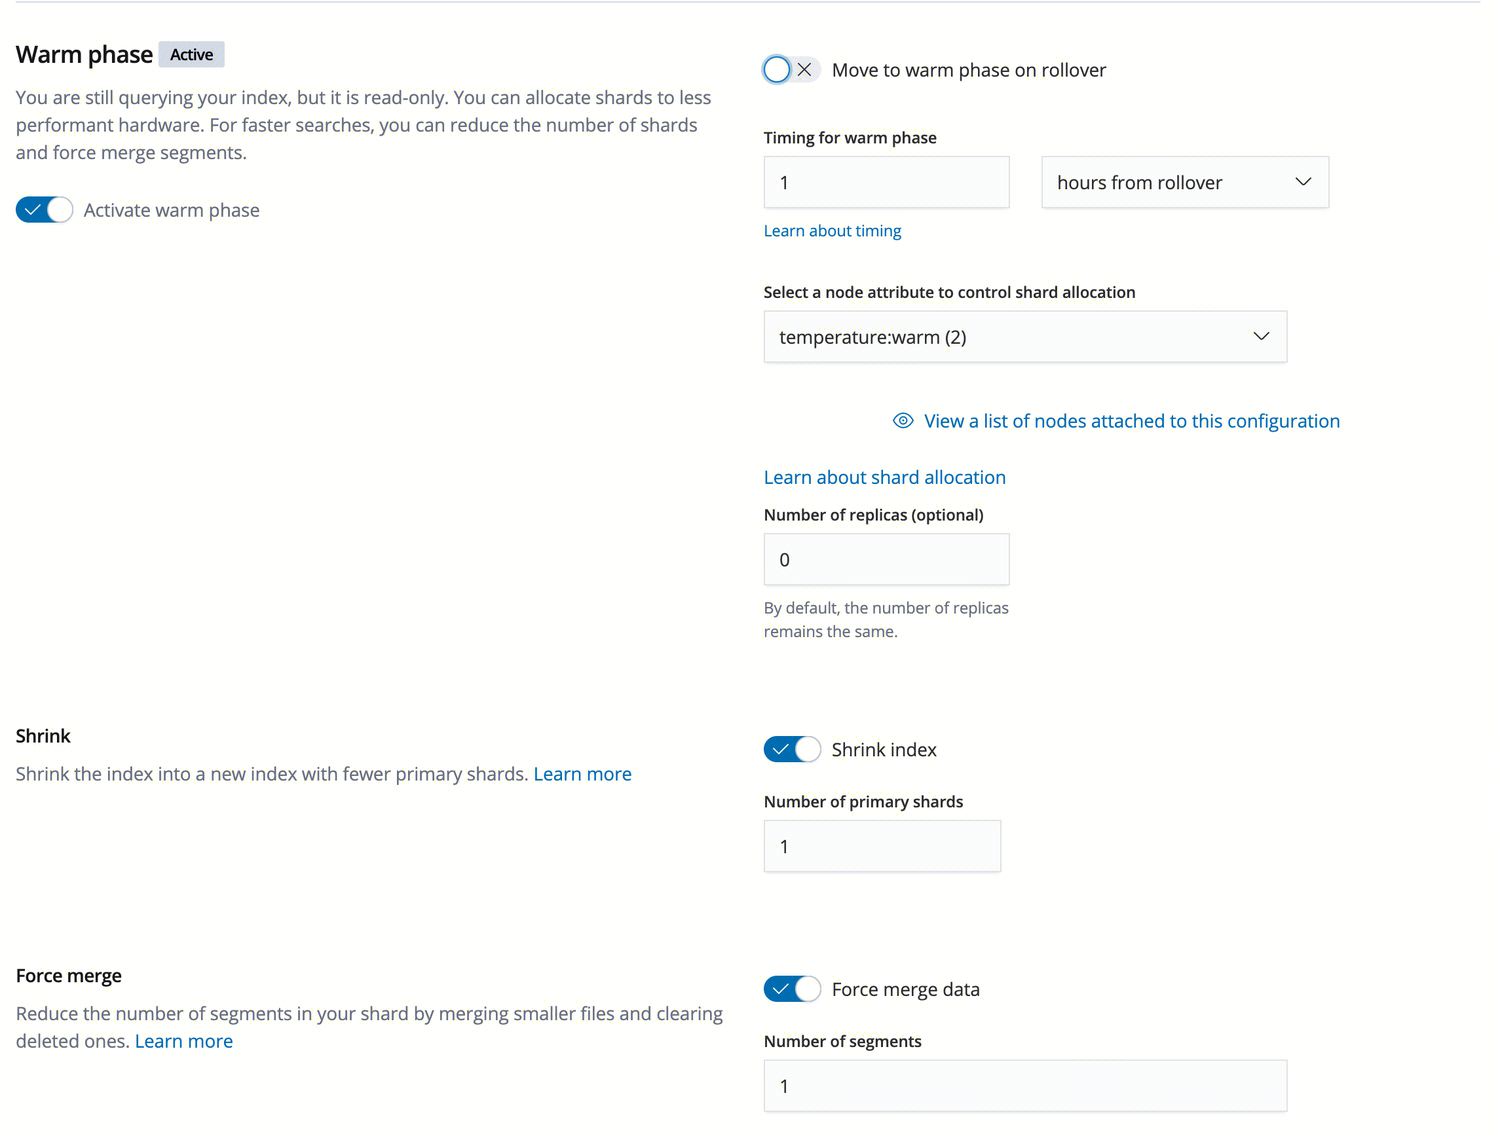 Warm phase Active
You are still querying your index, but it is read-only. You can allocate shards to less
performant hardware. For faster searches, you can reduce the number of shards
and force merge segments.
Activate warm phase
Move to warm phase on rollover
Timing for warm phase
1
hours from rollover
Learn about timing
Select a node attribute to control shard allocation
temperature:warm (2)
View a list of nodes attached to this configuration
Learn about shard allocation
Number of replicas (optional)
0
By default, the number of replicas
remains the same.
Shrink
Shrink the index into a new index with fewer primary shards. Learn more
Shrink index
Number of primary shards
1
Force merge
Reduce the number of segments in your shard by merging smaller files and clearing
deleted ones. Learn more
Force merge data
Number of segments
1